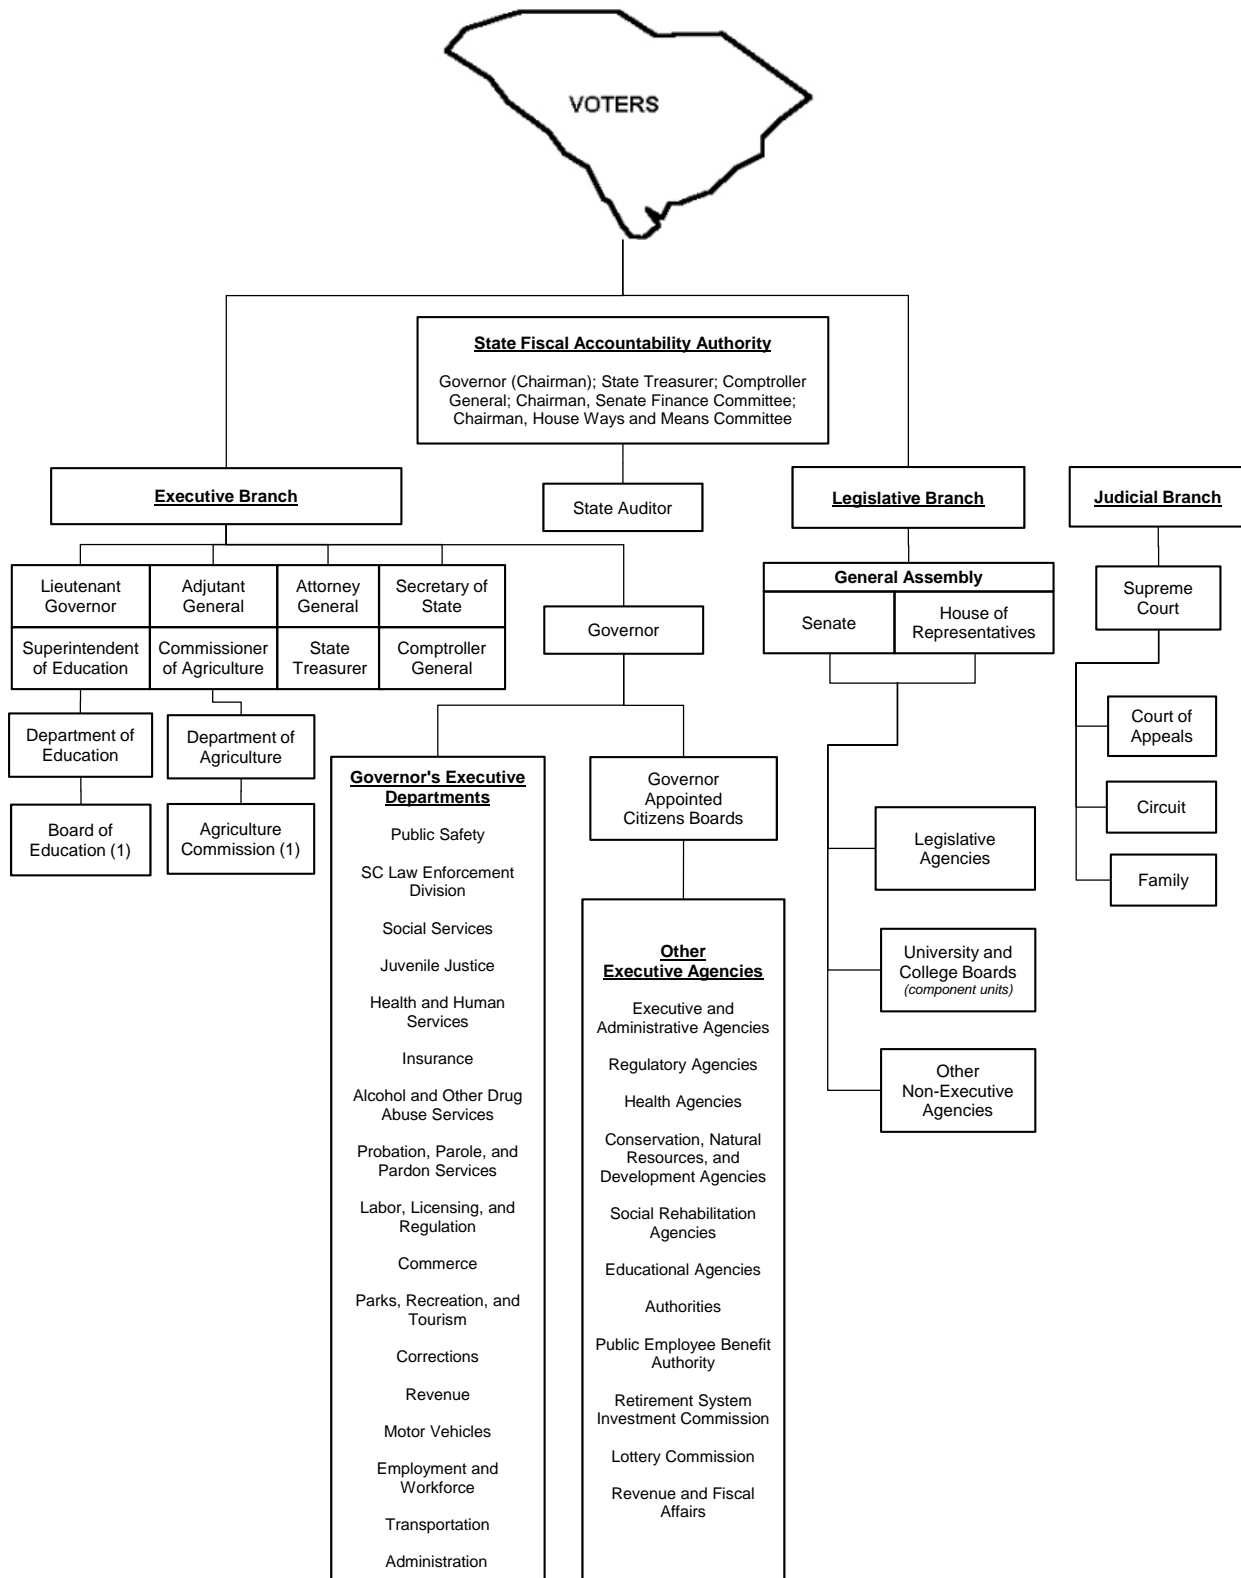 VOTERS
State Fiscal Accountability Authority
Governor (Chairman); State Treasurer; Comptroller
General; Chairman, Senate Finance Committee;
Chairman, House Ways and Means Committee
Executive Branch
State Auditor
Legislative Branch
Judicial Branch
Lieutenant
Governor
Adjutant
General
Attorney
General
Secretary of
State
Superintendent
of Education
Commissioner
of Agriculture
State
Treasurer
Comptroller
General
Governor
General Assembly
Senate
House of
Representatives
Supreme
Court
Department of
Education
Department of
Agriculture
Board of
Education (1)
Agriculture
Commission (1)
Governor's Executive
Departments
Public Safety
SC Law Enforcement
Division
Social Services
Juvenile Justice
Health and Human
Services
Insurance
Alcohol and Other Drug
Abuse Services
Probation, Parole, and
Pardon Services
Labor, Licensing, and
Regulation
Commerce
Parks, Recreation, and
Tourism
Corrections
Revenue
Motor Vehicles
Employment and
Workforce
Transportation
Administration
Governor
Appointed
Citizens Boards
Other
Executive Agencies
Executive and
Administrative Agencies
Regulatory Agencies
Health Agencies
Conservation, Natural
Resources, and
Development Agencies
Social Rehabilitation
Agencies
Educational Agencies
Authorities
Public Employee Benefit
Authority
Retirement System
Investment Commission
Lottery Commission
Revenue and Fiscal
Affairs
Legislative
Agencies
University and
College Boards
(component units)
Other
Non-Executive
Agencies
Court of
Appeals
Circuit
Family